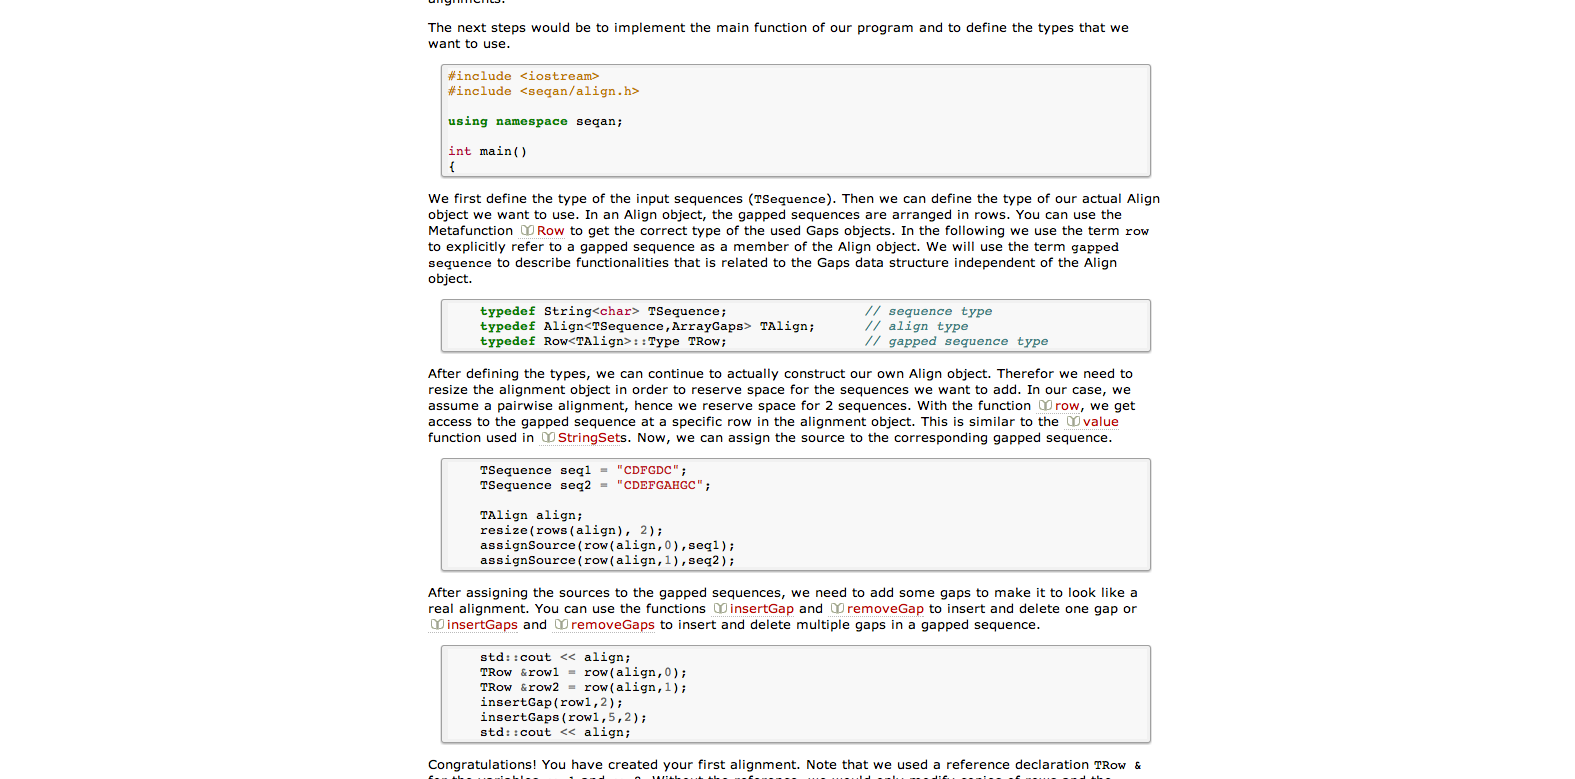 alignments.
The next steps would be to implement the main function of our program and to define the types that we
want to use.
#include <iostream>
#include <seqan/align.h>
using namespace seqan;
int main()
{
We first define the type of the input sequences (TSequence). Then we can define the type of our actual Align
object we want to use. In an Align object, the gapped sequences are arranged in rows. You can use the
Metafunction Row to get the correct type of the used Gaps objects. In the following we use the term row
to explicitly refer to a gapped sequence as a member of the Align object. We will use the term gapped
sequence to describe functionalities that is related to the Gaps data structure independent of the Align
object.
typedef String<char> TSequence; // sequence type
typedef Align<TSequence,ArrayGaps> TAlign; // align type
typedef Row<TAlign>::Type TRow; // gapped sequence type
After defining the types, we can continue to actually construct our own Align object. Therefor we need to
resize the alignment object in order to reserve space for the sequences we want to add. In our case, we
assume a pairwise alignment, hence we reserve space for 2 sequences. With the function row, we get
access to the gapped sequence at a specific row in the alignment object. This is similar to the value
function used in StringSets. Now, we can assign the source to the corresponding gapped sequence.
TSequence seq1 = "CDFGDC";
TSequence seq2 = "CDEFGAHGC";
TAlign align;
resize(rows(align), 2);
assignSource(row(align,0),seq1);
assignSource(row(align,1),seq2);
After assigning the sources to the gapped sequences, we need to add some gaps to make it to look like a
real alignment. You can use the functions insertGap and removeGap to insert and delete one gap or
insertGaps and removeGaps to insert and delete multiple gaps in a gapped sequence.
std::cout << align;
TRow &row1 = row(align,0);
TRow &row2 = row(align,1);
insertGap(row1,2);
insertGaps(row1,5,2);
std::cout << align;
Congratulations! You have created your first alignment. Note that we used a reference declaration TRow &